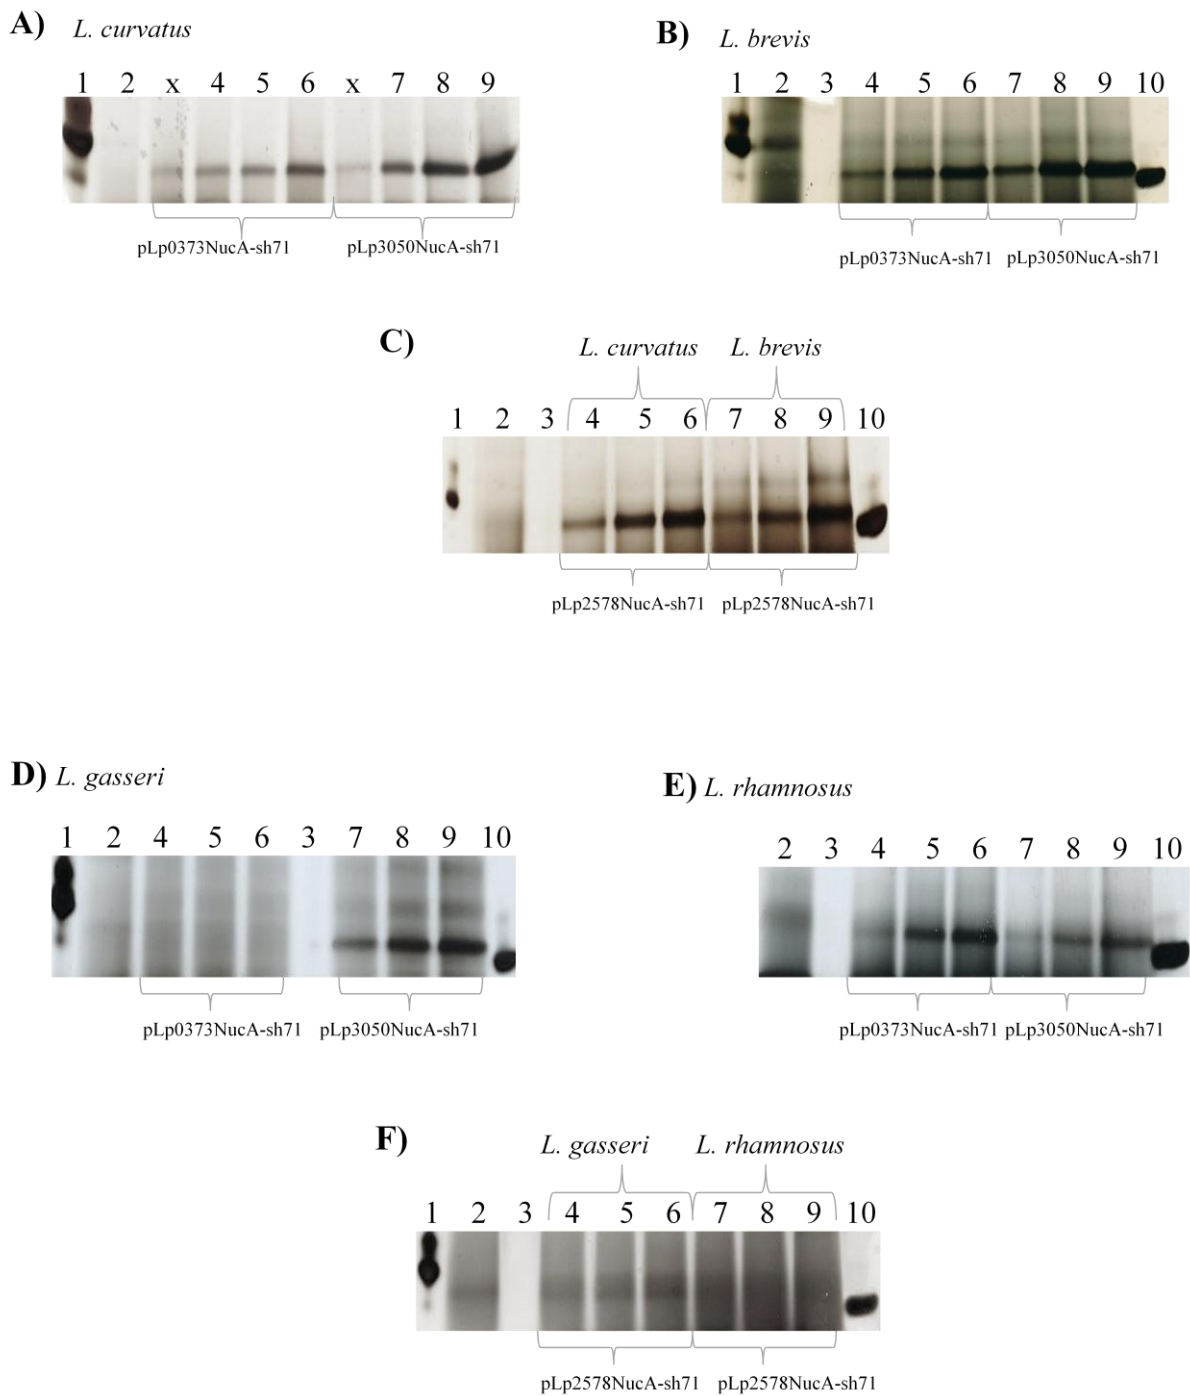 A) L. curvatus
1 2 x 4 5 6 x 7 8 9
pLp0373NucA-sh71 pLp3050NucA-sh71
B) L. brevis
1 2 3 4 5 6 7 8 9 10
pLp0373NucA-sh71 pLp3050NucA-sh71
C) L. curvatus L. brevis
1 2 3 4 5 6 7 8 9 10
pLp2578NucA-sh71 pLp2578NucA-sh71
D) L. gasseri
1 2 4 5 6 3 7 8 9 10
pLp0373NucA-sh71 pLp3050NucA-sh71
E) L. rhamnosus
2 3 4 5 6 7 8 9 10
pLp0373NucA-sh71 pLp3050NucA-sh71
F) L. gasseri L. rhamnosus
1 2 3 4 5 6 7 8 9 10
pLp2578NucA-sh71 pLp2578NucA-sh71